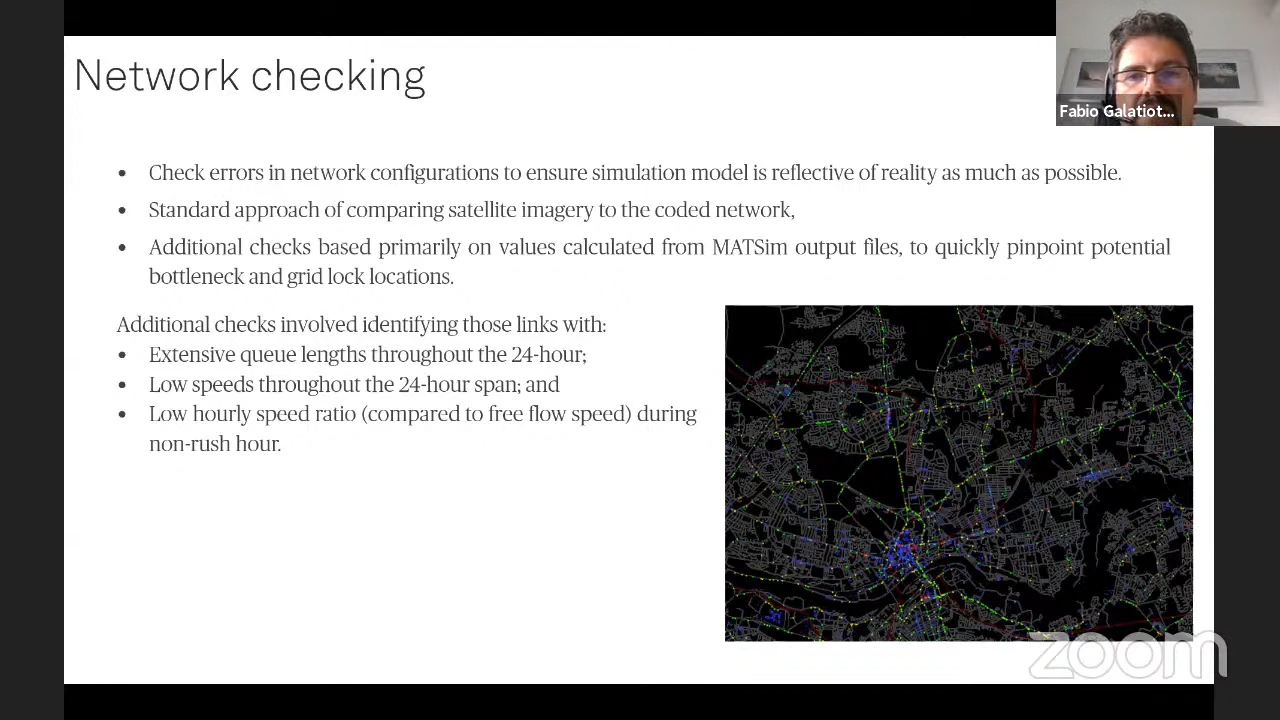 Network checking
Fabio Galatiot...
• Check errors in network configurations to ensure simulation model is reflective of reality as much as possible.
• Standard approach of comparing satellite imagery to the coded network,
• Additional checks based primarily on values calculated from MATSim output files, to quickly pinpoint potential
bottleneck and grid lock locations.
Additional checks involved identifying those links with:
• Extensive queue lengths throughout the 24-hour;
• Low speeds throughout the 24-hour span; and
• Low hourly speed ratio (compared to free flow speed) during
non-rush hour.
zoom